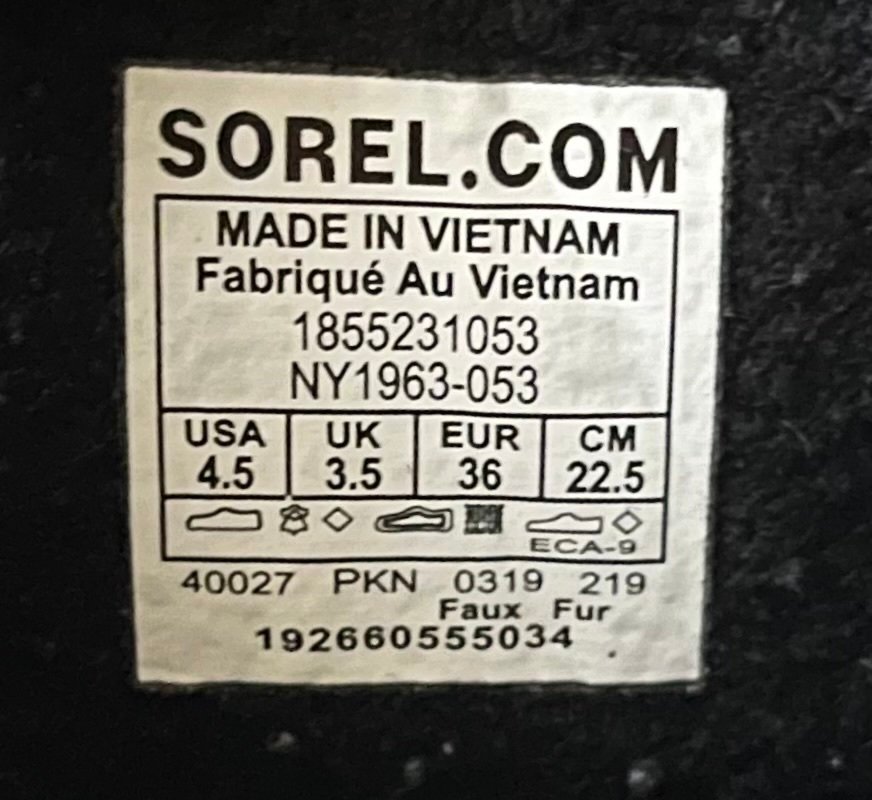 SOREL.COM
MADE IN VIETNAM
Fabriqué Au Vietnam
1855231053
NY1963-053
USA UK EUR CM
4.5 3.5 36 22.5
ECA-9
40027 PKN 0319 219
Faux Fur
192660555034